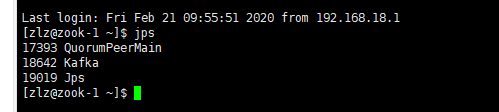 Last login: Fri Feb 21 09:55:51 2020 from 192.168.18.1
[zlz@zook-1 ~]$ jps
17393 QuorumPeerMain
18642 Kafka
19019 Jps
[zlz@zook-1 ~]$